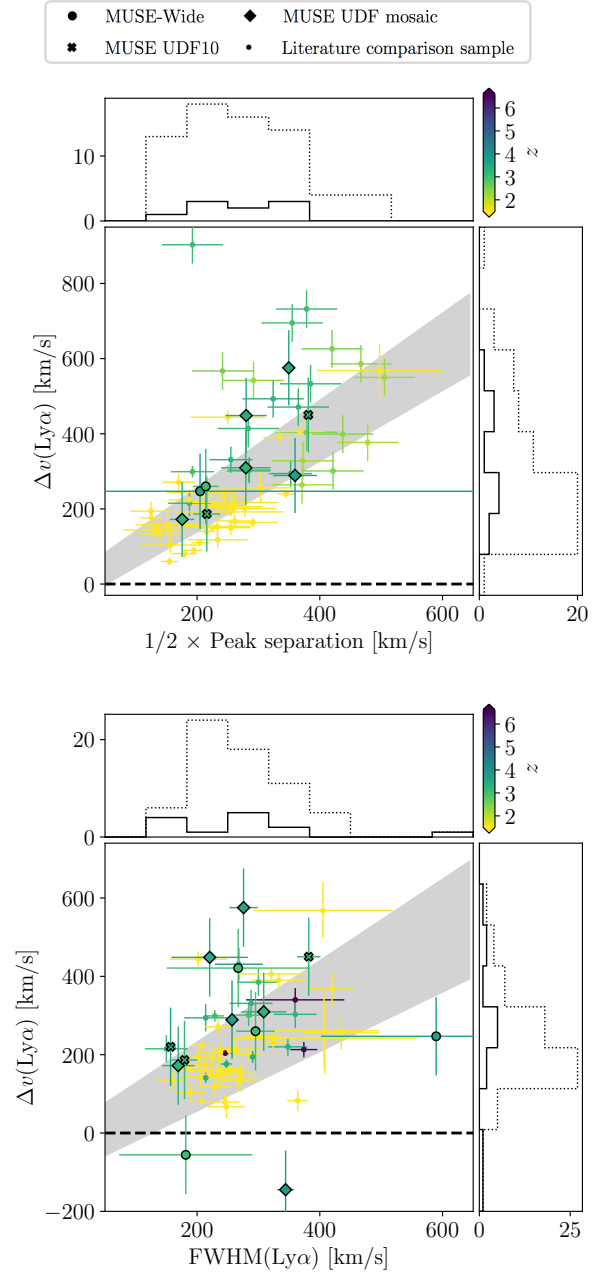 MUSE-Wide
MUSE UDF mosaic
MUSE UDF10
Literature comparison sample
10
0
6
5
4
3
2
z
800
600
400
200
0
Δv(Lyα) [km/s]
200 400 600
0 20
1/2 × Peak separation [km/s]
20
0
6
5
4
3
2
z
600
400
200
0
−200
Δv(Lyα) [km/s]
200 400 600
0 25
FWHM(Lyα) [km/s]